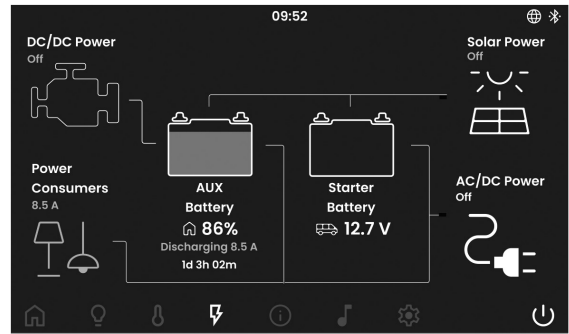 09:52
DC/DC Power
Off
Solar Power
Off
Power
Consumers
8.5 A
AUX
Battery
86%
Discharging 8.5 A
1d 3h 02m
Starter
Battery
12.7 V
AC/DC Power
Off